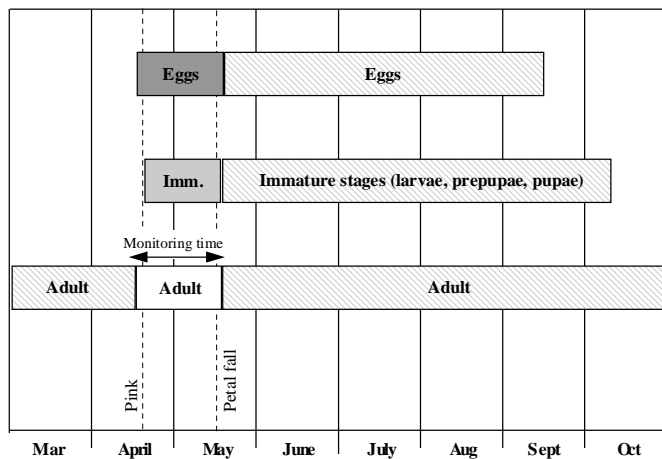 Eggs Eggs
Imm. Immature stages (larvae, prepupae, pupae)
Monitoring time
Adult Adult Adult
Pink
Petal fall
Mar April May June July Aug Sept Oct